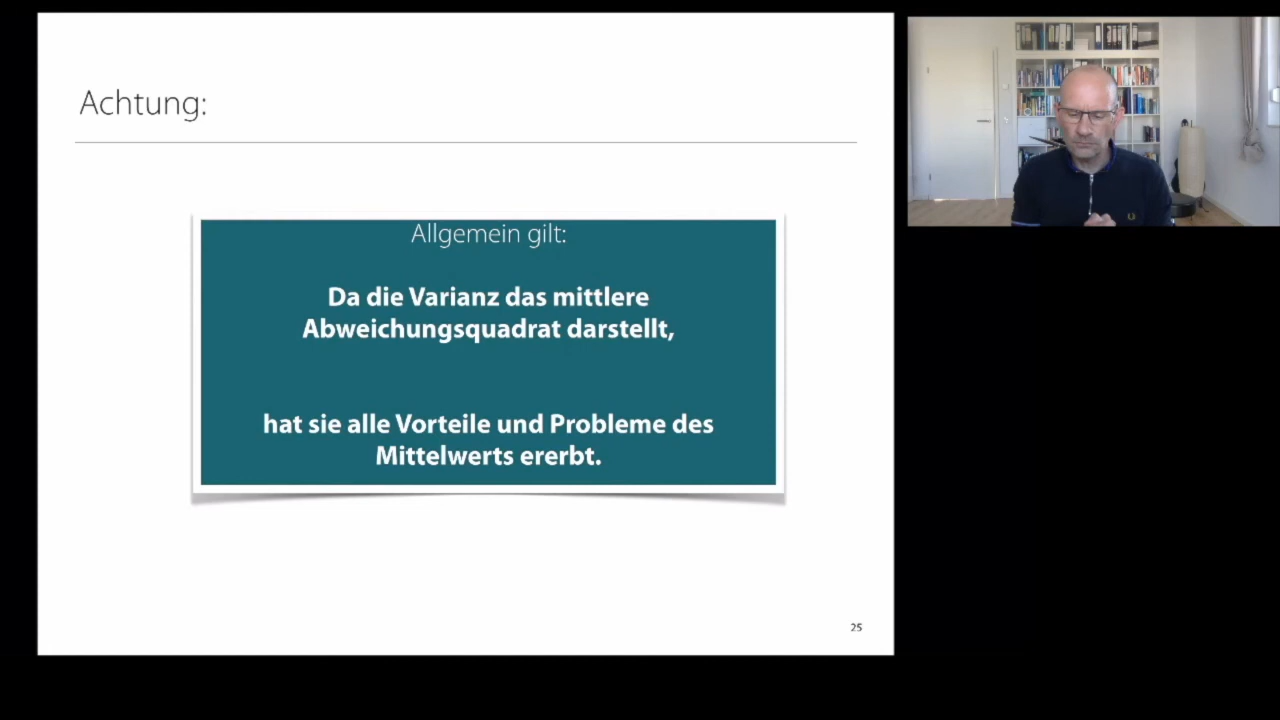 Achtung:
Allgemein gilt:
Da die Varianz das mittlere
Abweichungsquadrat darstellt,
hat sie alle Vorteile und Probleme des
Mittelwerts ererbt.
25